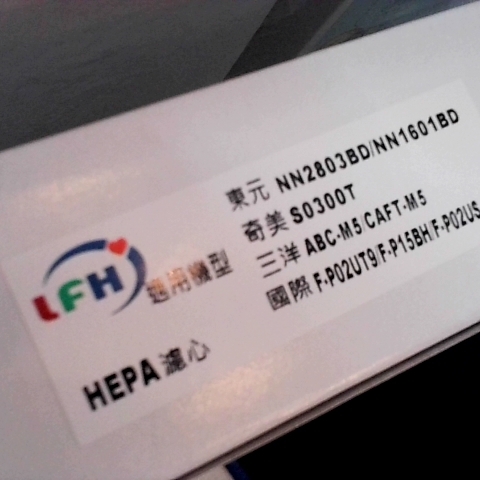 東元 NN2803BD/NN1601BD
奇美 S0300T
三洋 ABC-M5/CAFT-M5
國際 F-P02UT9/F-P15BH/F-P02US
LFH 適用機型
HEPA 濾心